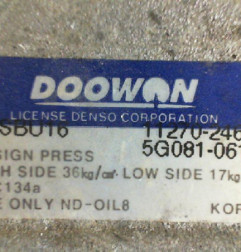 DOOWON
LICENSE DENSO CORPORATION
SBU16 11270-246
SIGN PRESS 5G081-061
H SIDE 36kg/㎠ LOW SIDE 17kg
134a
E ONLY ND-OIL8 KOR